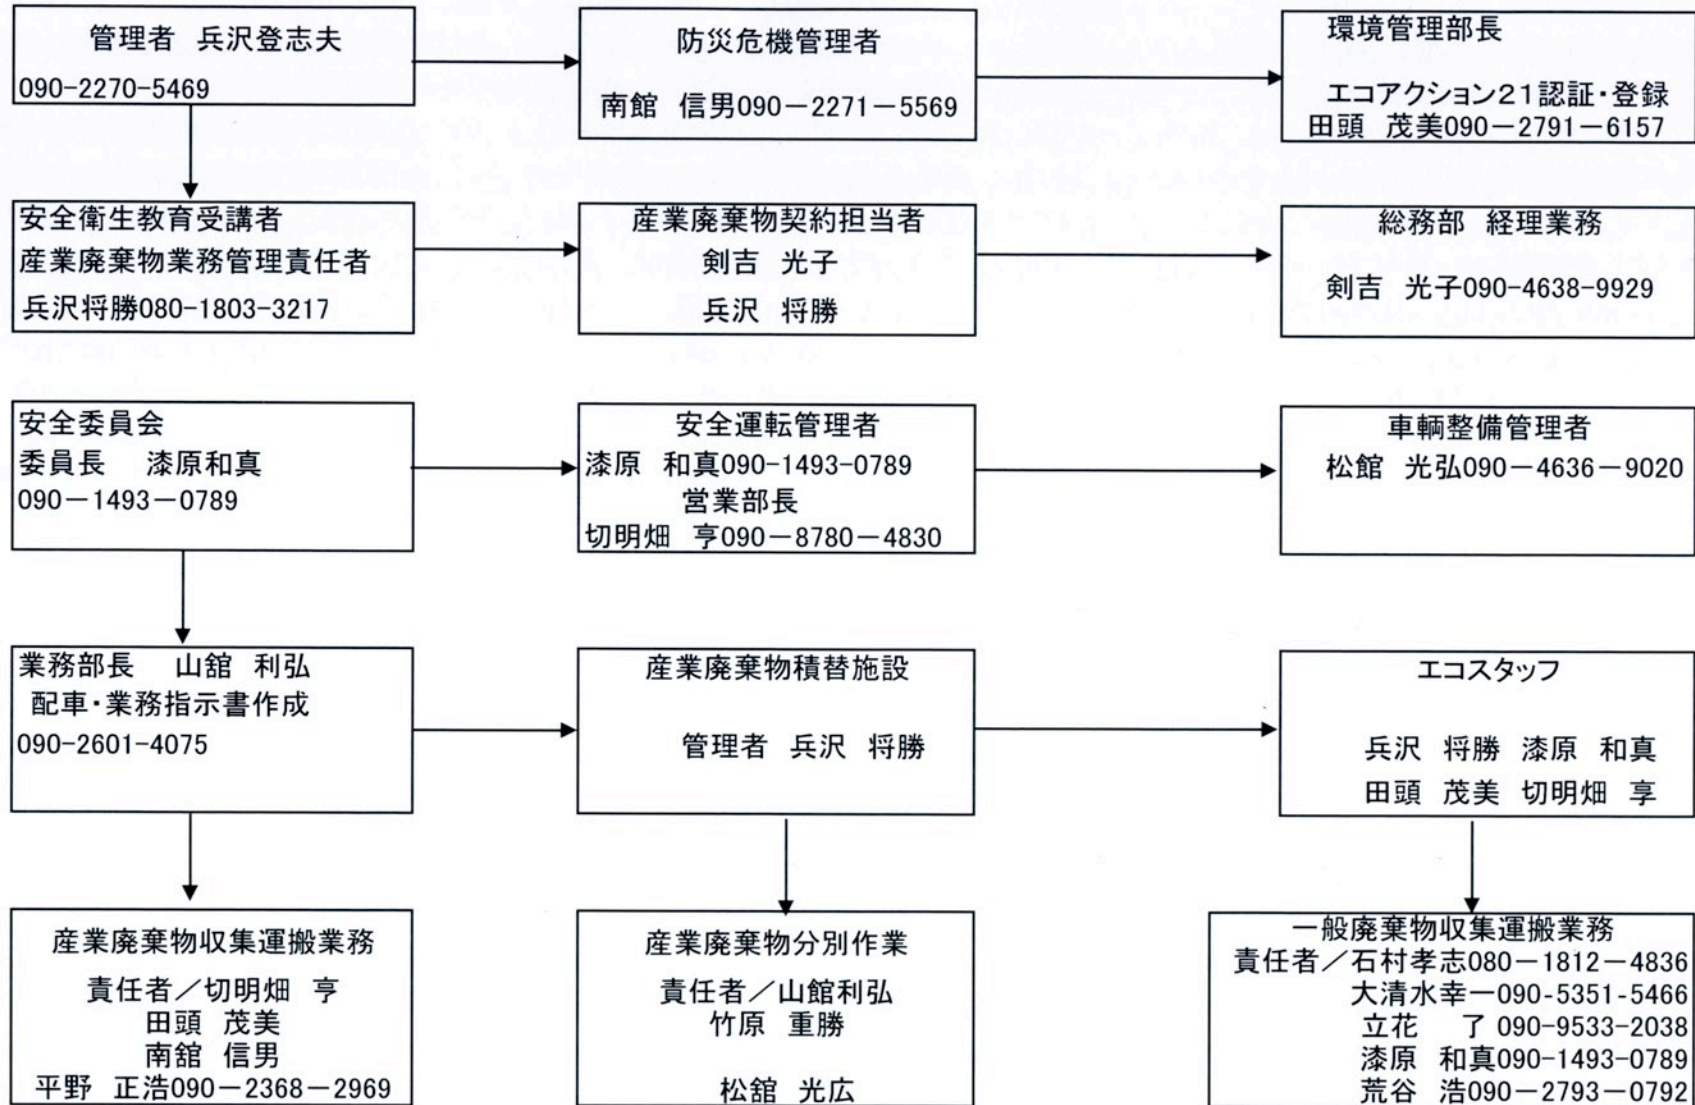 管理者 兵沢登志夫
090-2270-5469
防災危機管理者
南館 信男090－2271－5569
環境管理部長
エコアクション２１認証・登録
田頭 茂美090－2791－6157
安全衛生教育受講者
産業廃棄物業務管理責任者
兵沢将勝080-1803-3217
産業廃棄物契約担当者
剣吉 光子
兵沢 将勝
総務部 経理業務
剣吉 光子090-4638-9929
安全委員会
委員長 漆原和真
090－1493－0789
安全運転管理者
漆原 和真090-1493-0789
営業部長
切明畑 亨090－8780－4830
車輌整備管理者
松館 光弘090－4636－9020
業務部長 山舘 利弘
配車・業務指示書作成
090-2601-4075
産業廃棄物積替施設
管理者 兵沢 将勝
エコスタッフ
兵沢 将勝 漆原 和真
田頭 茂美 切明畑 享
産業廃棄物収集運搬業務
責任者／切明畑 亨
田頭 茂美
南舘 信男
平野 正浩090－2368－2969
産業廃棄物分別作業
責任者／山館利弘
竹原 重勝
松舘 光広
一般廃棄物収集運搬業務
責任者／石村孝志080－1812－4836
大清水幸一090-5351-5466
立花 了 090-9533-2038
漆原 和真090-1493-0789
荒谷 浩090－2793－0792